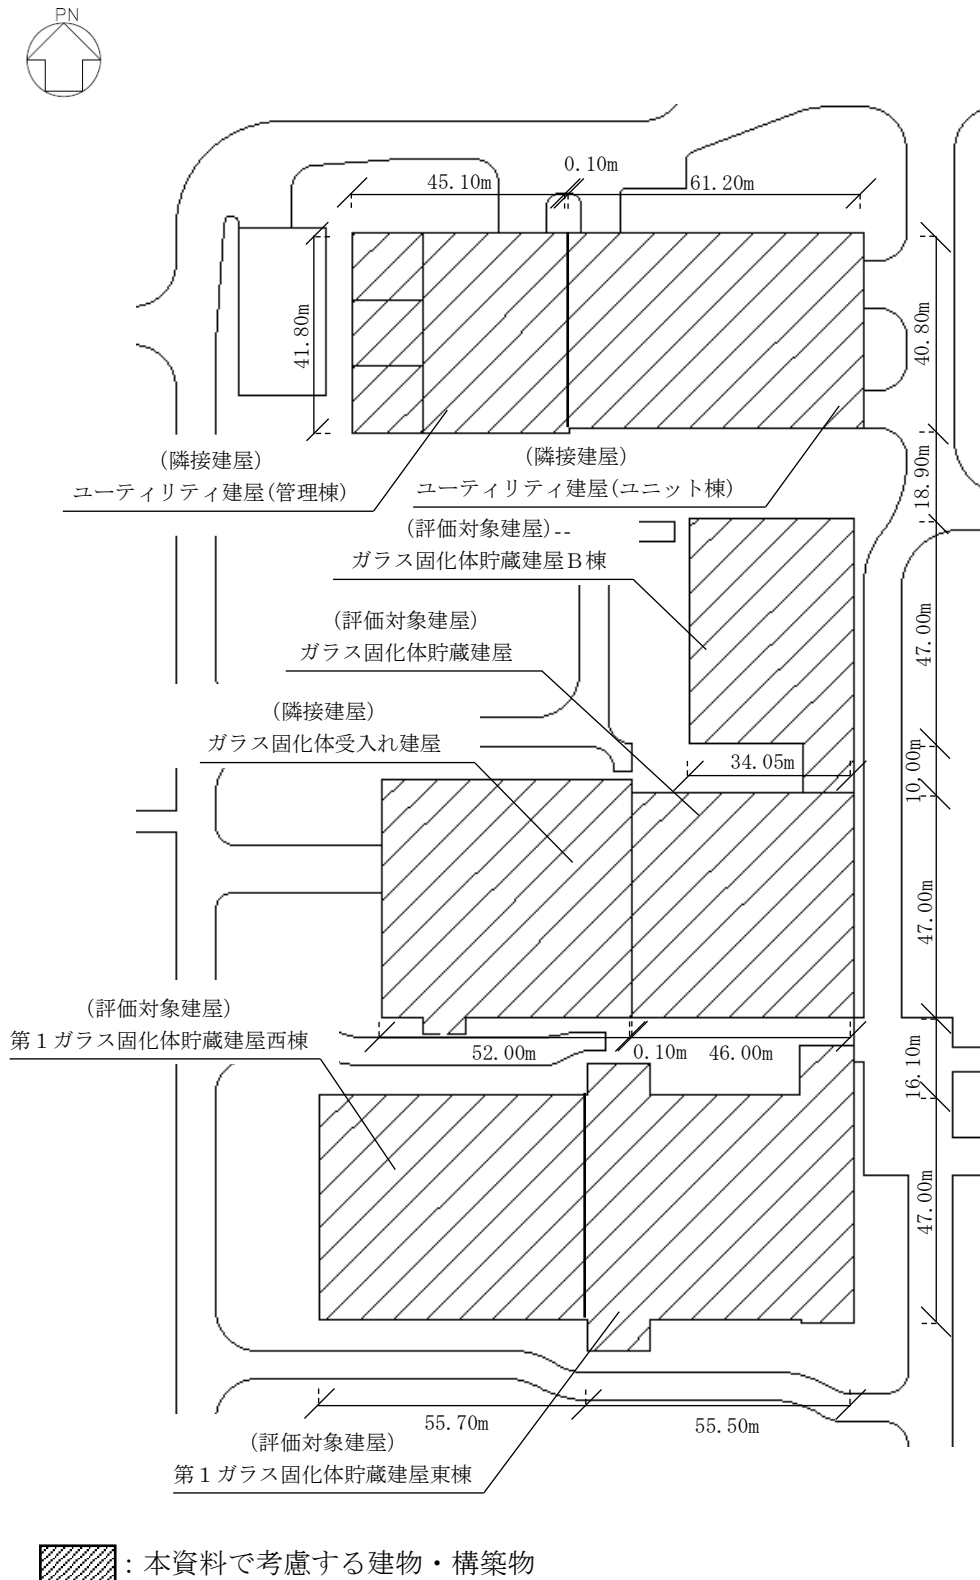 PN
0.10m
45.10m
61.20m
41.80m
40.80m
(隣接建屋)
ユーティリティ建屋(管理棟)
(隣接建屋)
ユーティリティ建屋(ユニット棟)
18.90m
(評価対象建屋)
ガラス固化体貯蔵建屋B棟
(評価対象建屋)
ガラス固化体貯蔵建屋
47.00m
(隣接建屋)
ガラス固化体受入れ建屋
34.05m
10.00m
47.00m
(評価対象建屋)
第1ガラス固化体貯蔵建屋西棟
52.00m
0.10m
46.00m
16.10m
47.00m
55.70m
55.50m
(評価対象建屋)
第1ガラス固化体貯蔵建屋東棟
:本資料で考慮する建物・構築物